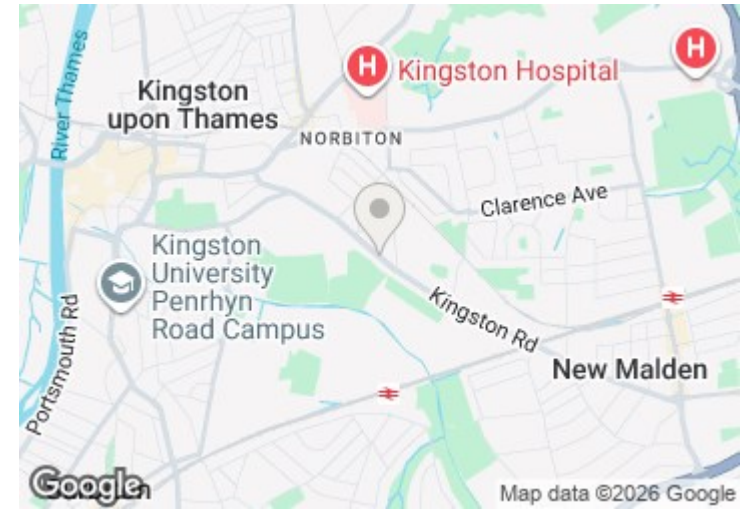 River Thames
Kingston
upon Thames
H
Kingston Hospital
H
NORBITON
Clarence Ave
Kingston
University
Penrhyn
Road Campus
Portsmouth Rd
Kingston Rd
New Malden
Google
Map data ©2026 Google